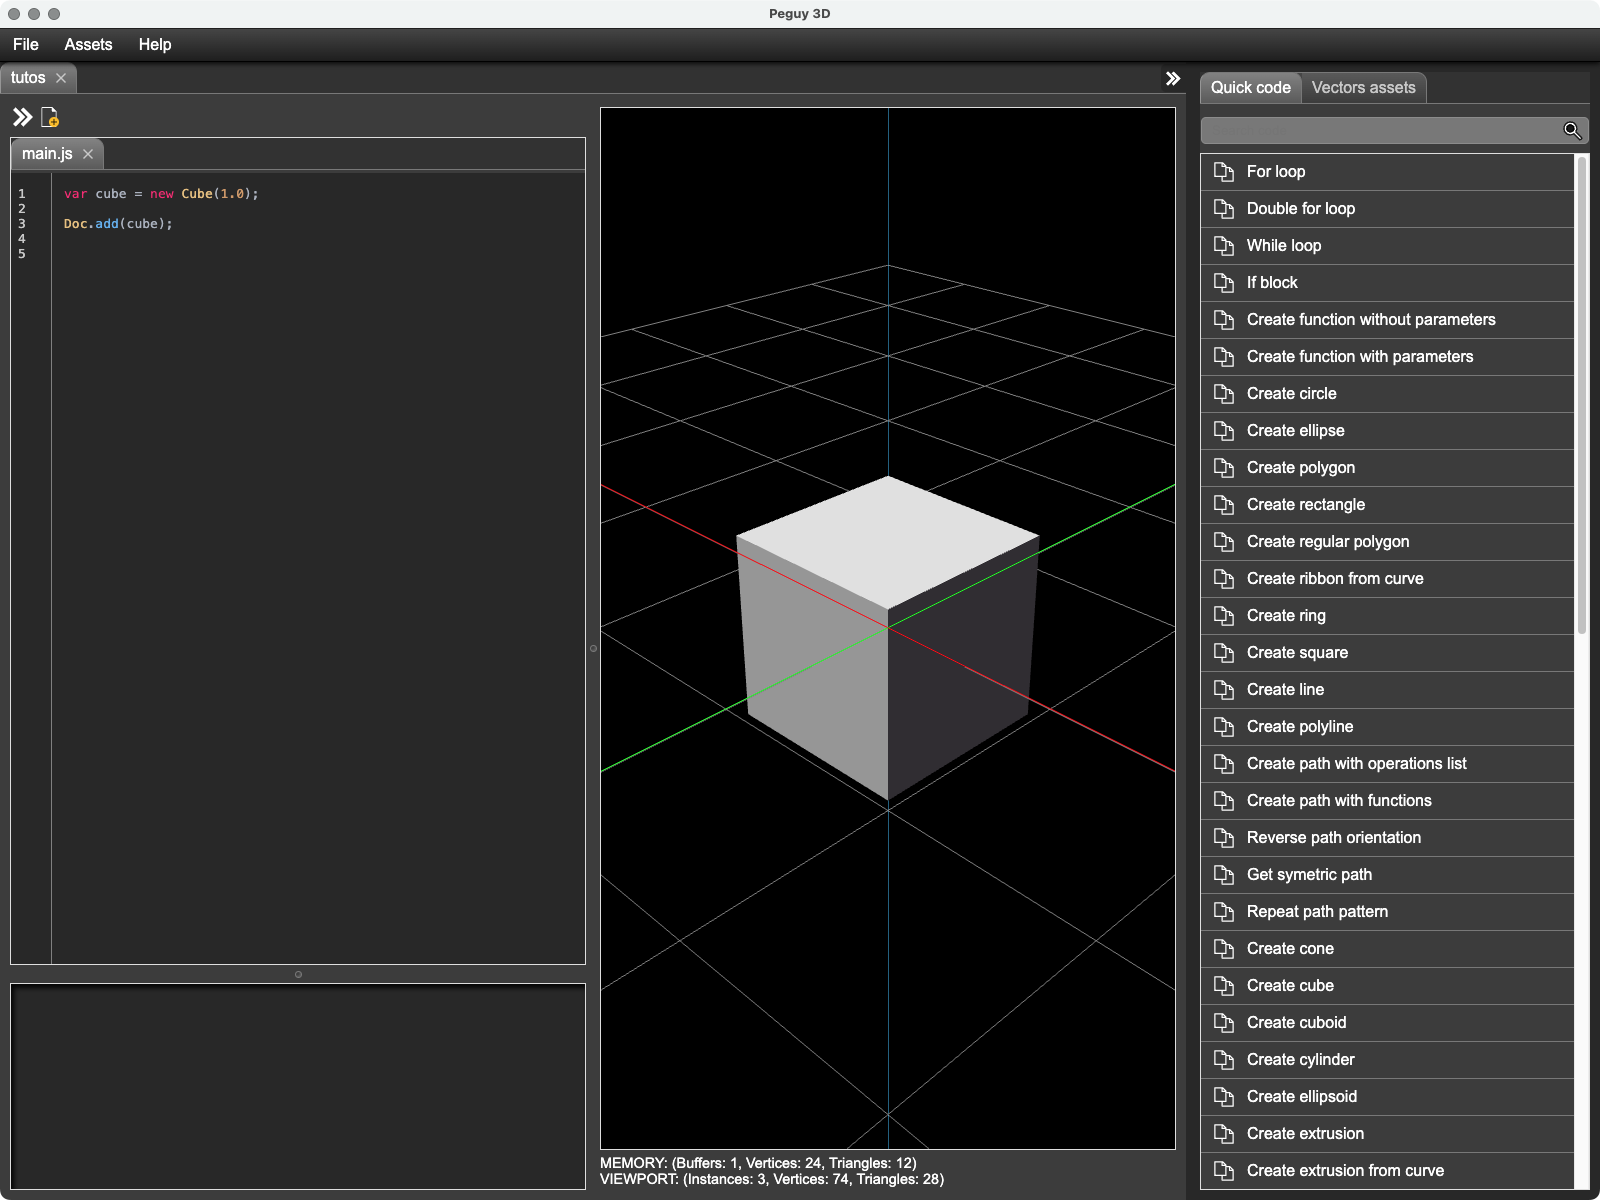 Peguy 3D
File Assets Help
tutos
main.js
1 var cube = new Cube(1.0);
2
3 Doc.add(cube);
4
5
MEMORY: (Buffers: 1, Vertices: 24, Triangles: 12)
VIEWPORT: (Instances: 3, Vertices: 74, Triangles: 28)
Quick code Vectors assets
For loop
Double for loop
While loop
If block
Create function without parameters
Create function with parameters
Create circle
Create ellipse
Create polygon
Create rectangle
Create regular polygon
Create ribbon from curve
Create ring
Create square
Create line
Create polyline
Create path with operations list
Create path with functions
Reverse path orientation
Get symetric path
Repeat path pattern
Create cone
Create cube
Create cuboid
Create cylinder
Create ellipsoid
Create extrusion
Create extrusion from curve